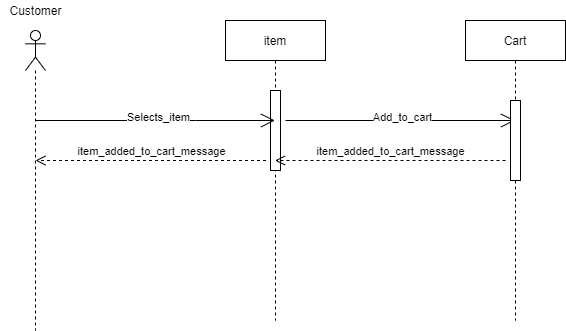 Customer
item
Cart
Selects_item
Add_to_cart
item_added_to_cart_message
item_added_to_cart_message